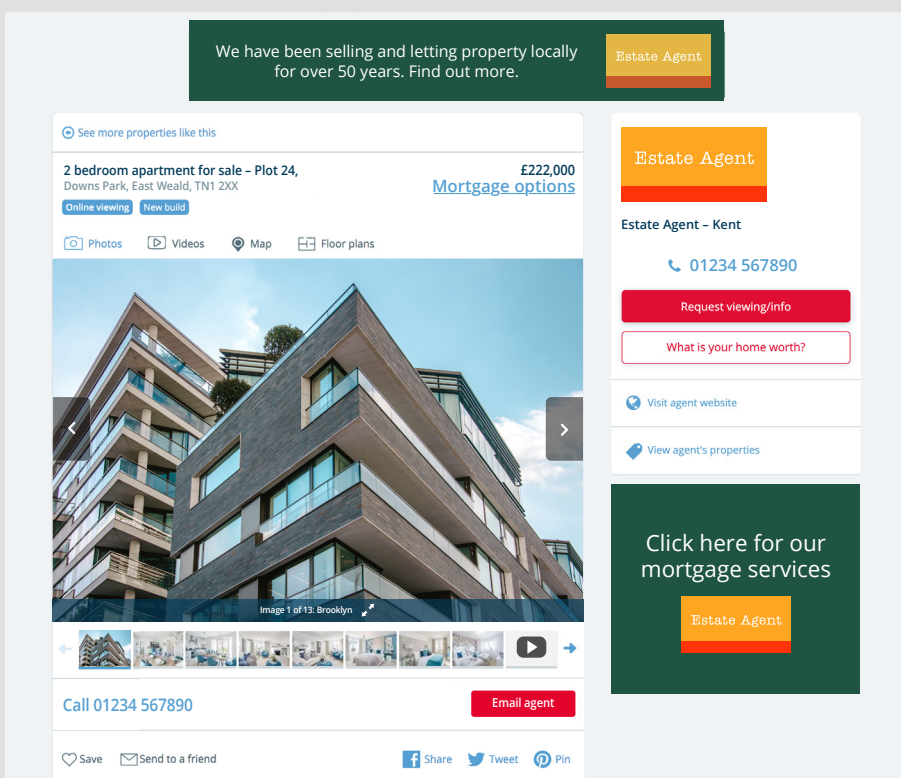 We have been selling and letting property locally
for over 50 years. Find out more.
Estate Agent
See more properties like this
2 bedroom apartment for sale – Plot 24,
£222,000
Downs Park, East Weald, TN1 2XX
Mortgage options
Online viewing
New build
Photos
Videos
Map
Floor plans
Image 1 of 13: Brooklyn
Call 01234 567890
Email agent
Save
Send to a friend
Share
Tweet
Pin
Estate Agent
Estate Agent – Kent
01234 567890
Request viewing/info
What is your home worth?
Visit agent website
View agent's properties
Click here for our
mortgage services
Estate Agent